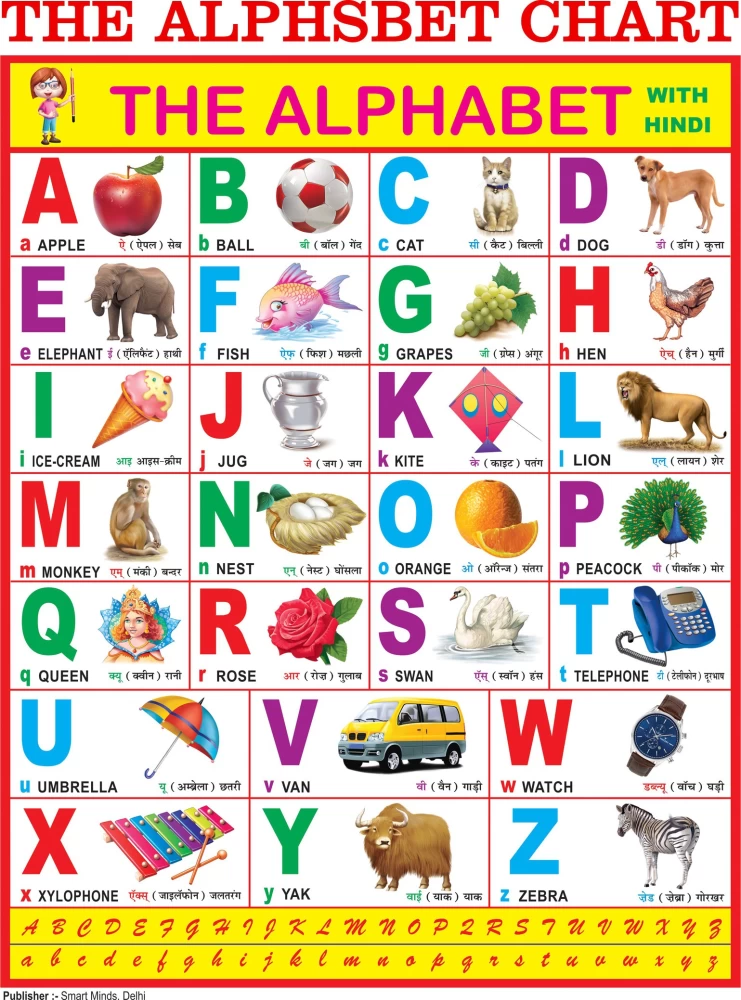 THE ALPHSBET CHART
THE ALPHABET
WITH
HINDI
A
a APPLE ऐ ( ऐपल ) सेब
B
b BALL बी ( बॉल ) गेंद
C
c CAT सी ( कैट ) बिल्ली
D
d DOG डी ( डॉग ) कुत्ता
E
e ELEPHANT ई ( ऍलिफैंट ) हाथी
F
f FISH ऐफ ( फिश ) मछली
G
g GRAPES जी ( ग्रेप्स ) अंगूर
H
h HEN ऐच् ( हैन ) मुर्गी
I
i ICE-CREAM आइ आइस-क्रीम
J
j JUG जे ( जग ) जग
K
k KITE के ( काइट ) पतंग
L
l LION एल् ( लायन ) शेर
M
m MONKEY एम् ( मंकी ) बन्दर
N
n NEST एन् ( नेस्ट ) घोंसला
O
o ORANGE ओ ( ऑरैन्ज ) संतरा
P
p PEACOCK पी ( पीकॉक ) मोर
Q
q QUEEN क्यू ( क्वीन ) रानी
R
r ROSE आर ( रोज़ ) गुलाब
S
s SWAN ऍस् ( स्वॉन ) हंस
T
t TELEPHONE टी ( टेलीफोन ) दूरभाष
U
u UMBRELLA यू ( अम्ब्रेला ) छतरी
V
v VAN वी ( वैन ) गाड़ी
W
w WATCH डब्ल्यू ( वॉच ) घड़ी
X
x XYLOPHONE ऍक्स् ( जाइलॅफोन ) जलतरंग
Y
y YAK वाई ( याक ) याक
Z
z ZEBRA ज़ेड ( ज़ेब्रा ) गोरखर
A B C D E F G H I J K L M N O P Q R S T U V W X Y Z
a b c d e f g h i j k l m n o p q r s t u v w x y z
Publisher :- Smart Minds, Delhi